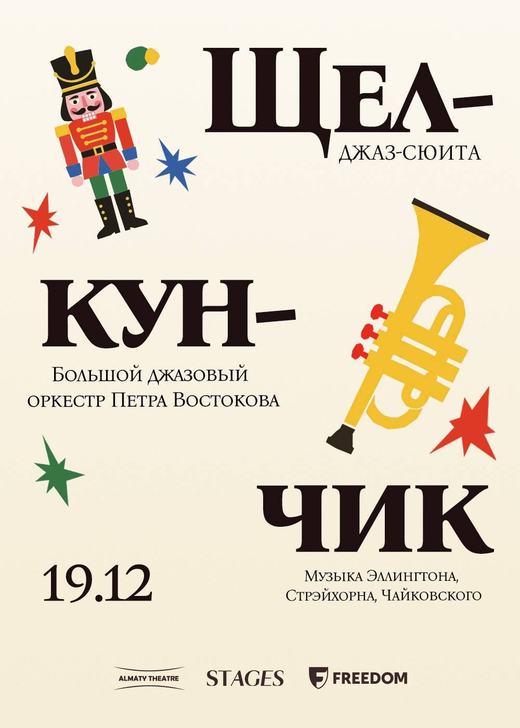 Щел-
джаз-сюита
кун-
Большой джазовый
оркестр Петра Востокова
чик
Музыка Эллингтона,
Стрэйхорна, Чайковского
19.12
ALMATY THEATRE
STAGES
FREEDOM